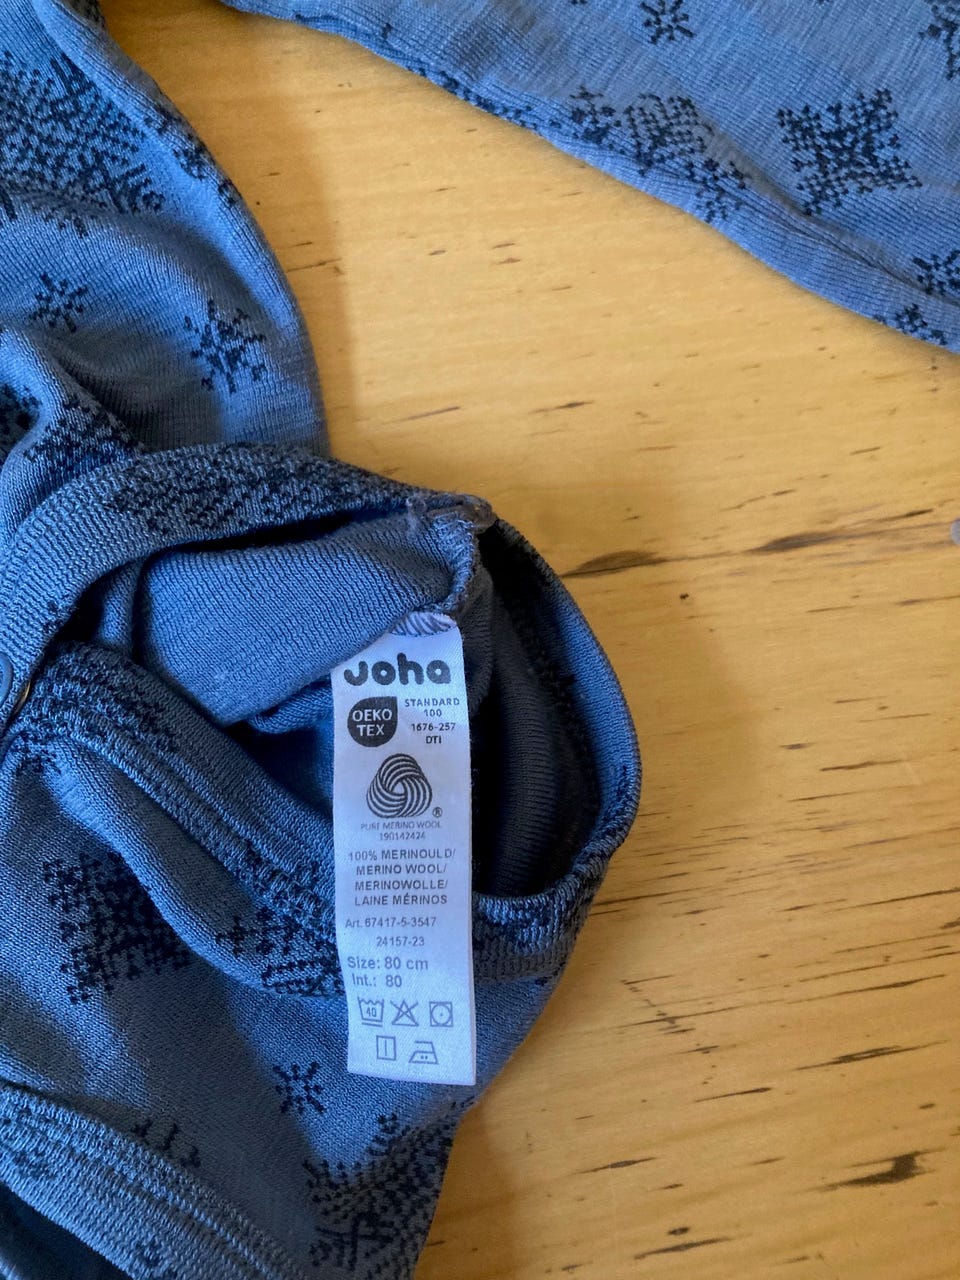 Joha
OEKO
TEX
STANDARD
100
1676-257
DTI
®
PURE MERINO WOOL
190142424
100% MERINOULD/
MERINO WOOL/
MERINOWOLLE/
LAINE MÉRINOS
Art. 67417-5-3547
24157-23
Size: 80 cm
Int.: 80
40